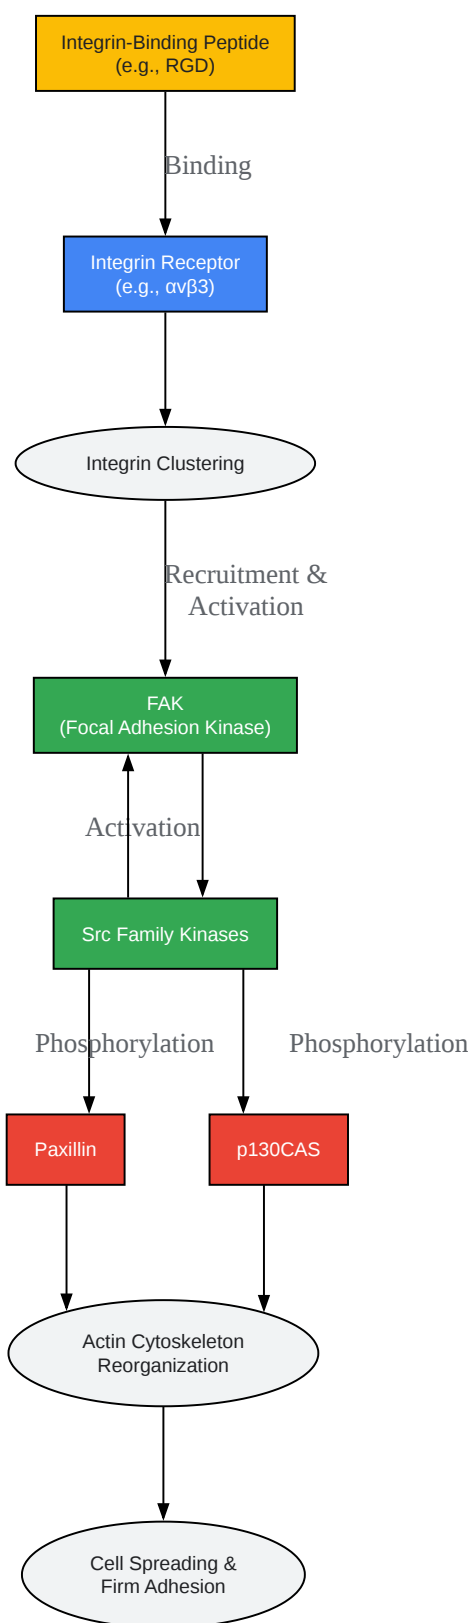 Integrin-Binding Peptide
(e.g., RGD)
Binding
Integrin Receptor
(e.g., αvβ3)
Integrin Clustering
Recruitment &
Activation
FAK
(Focal Adhesion Kinase)
Activation
Src Family Kinases
Phosphorylation
Phosphorylation
Paxillin
p130CAS
Actin Cytoskeleton
Reorganization
Cell Spreading &
Firm Adhesion